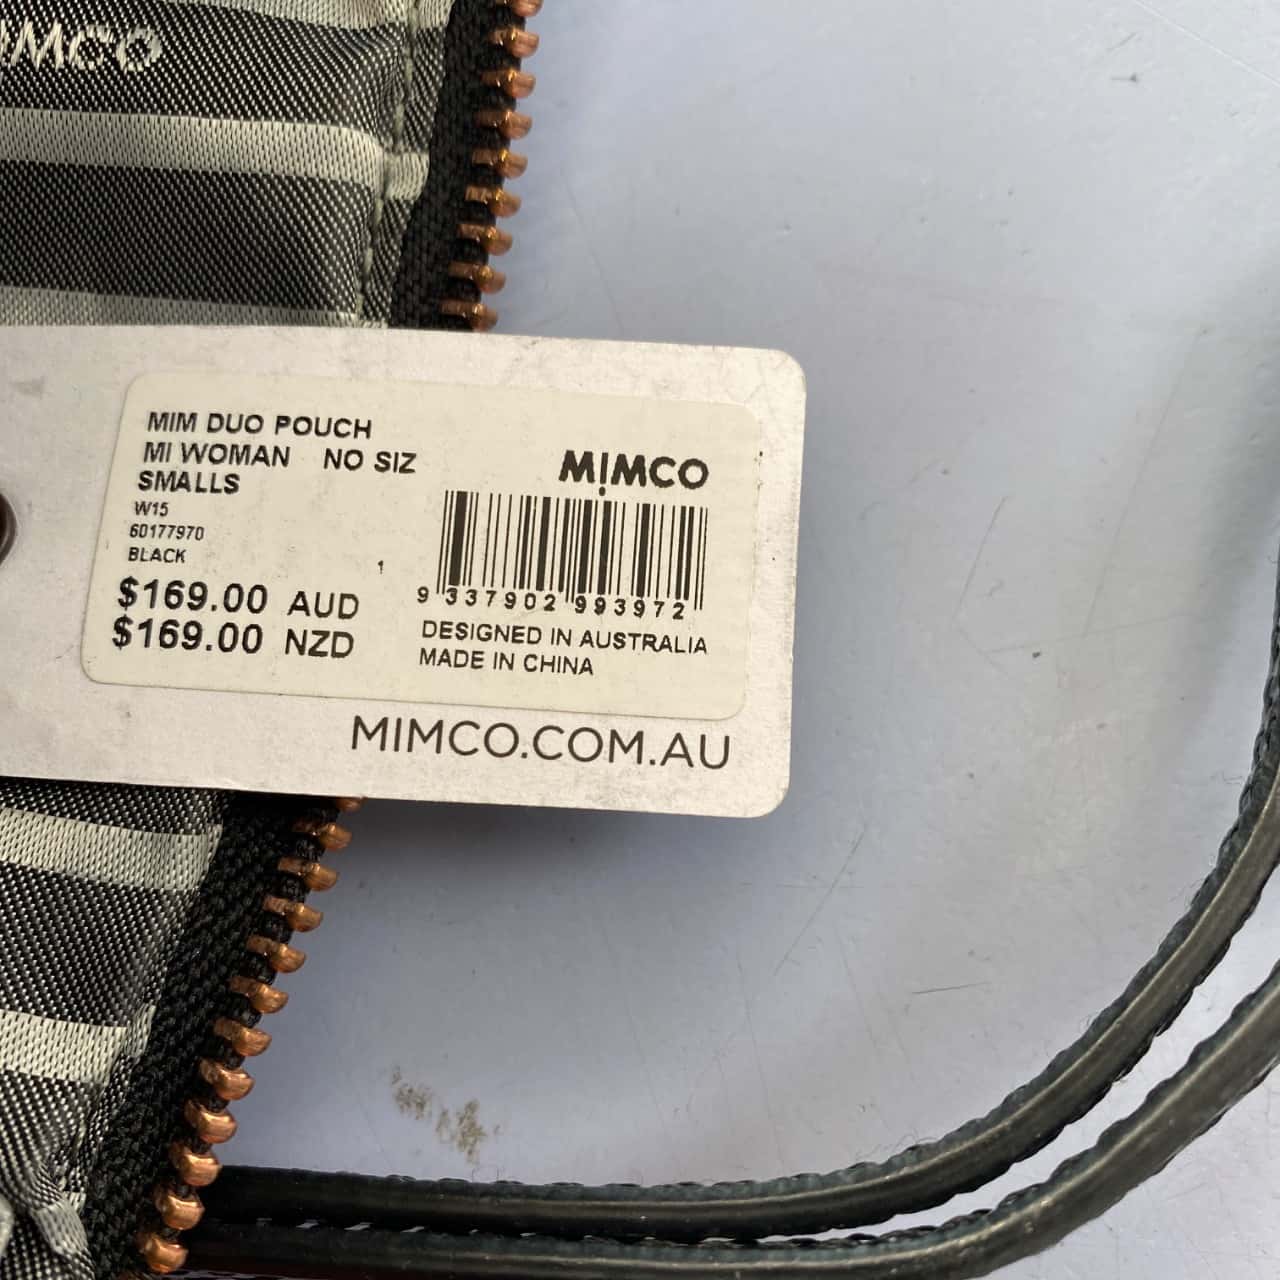 MIMCO
MIM DUO POUCH
MI WOMAN NO SIZ
SMALLS
W15
60177970
BLACK
1
$169.00 AUD
$169.00 NZD
MIMCO
9 337902 993972
DESIGNED IN AUSTRALIA
MADE IN CHINA
MIMCO.COM.AU